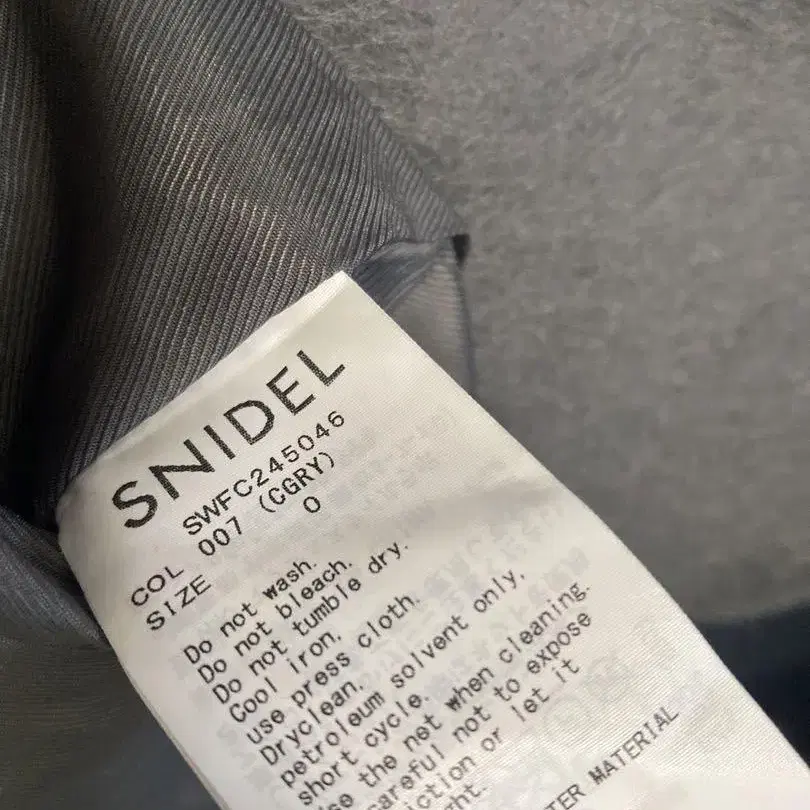 SNIDEL
SWFC245046
COL 007 (CGRY)
SIZE 0
Do not wash.
Do not bleach.
Do not tumble dry.
Cool iron,
use press cloth.
Dryclean,
petroleum solvent only,
short cycle.
the net when cleaning.
careful not to expose
or let it
MATERIAL